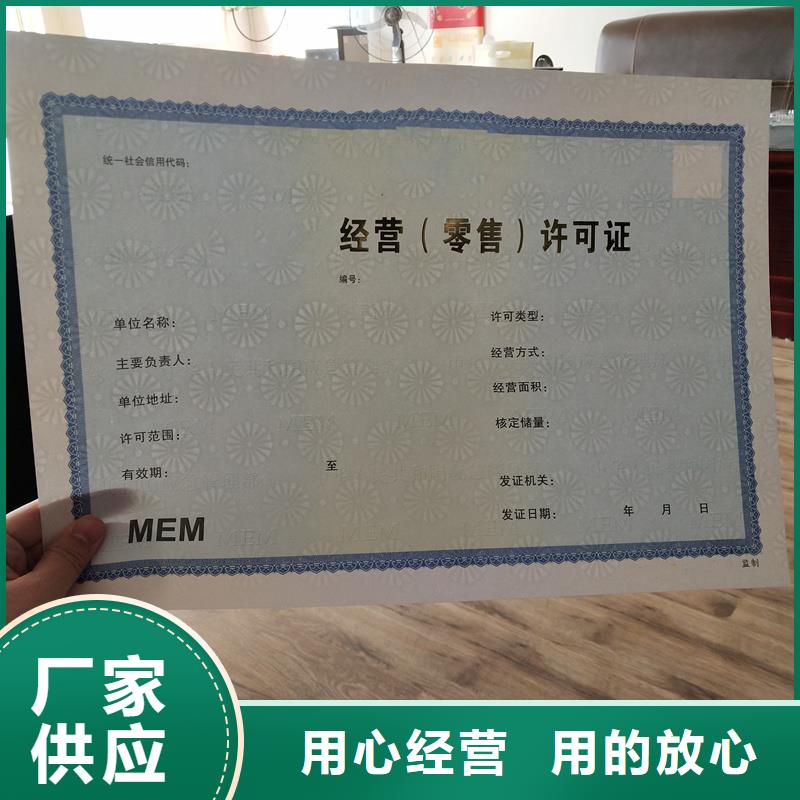 统一社会信用代码:
经营（零售）许可证
编号:
单位名称:
许可类型:
主要负责人:
经营方式:
单位地址:
经营面积:
许可范围:
核定储量:
有效期: 至
发证机关:
发证日期: 年 月 日
MEM
监制
厂家
供应
用心经营 用的放心